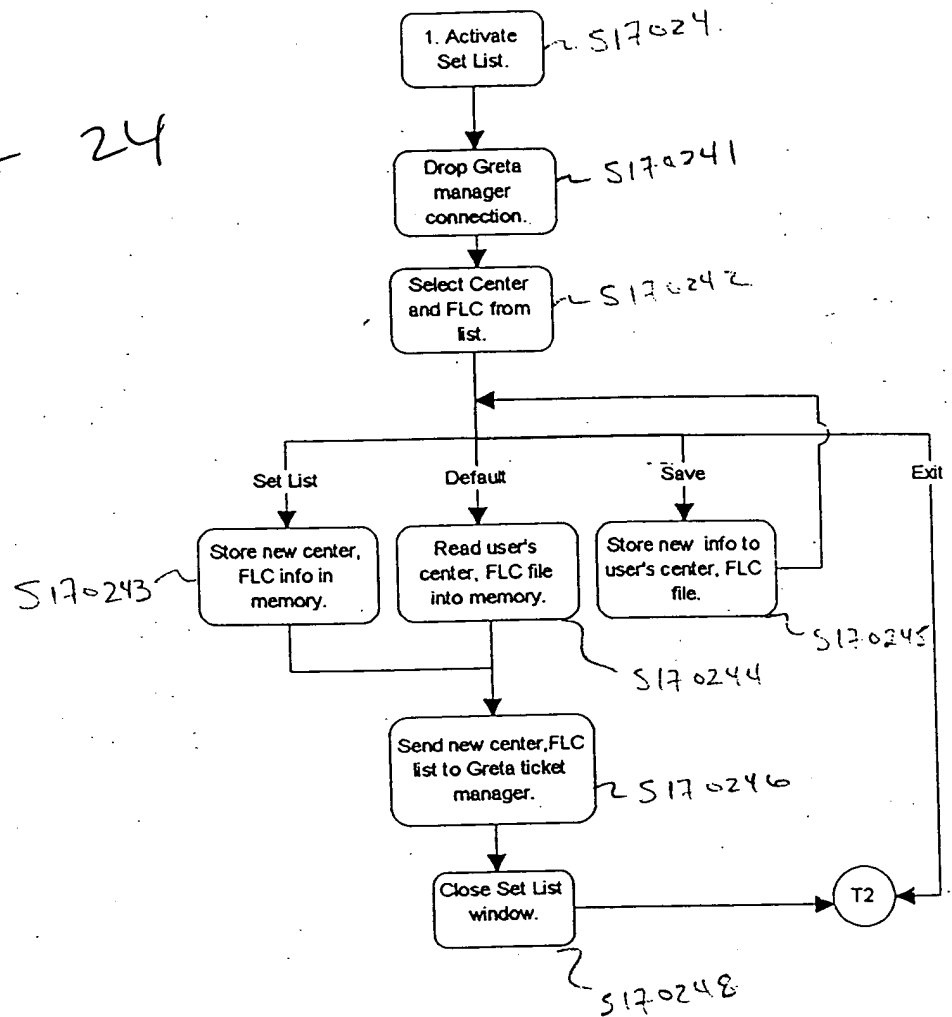 1. Activate
Set List.
S17024.
24
Drop Greta
manager
connection.
S170241
Select Center
and FLC from
list.
S170242
Set List
Default
Save
Exit
Store new center,
FLC info in
memory.
S170243
Read user's
center, FLC file
into memory.
S170244
Store new info to
user's center, FLC
file.
S170245
Send new center,FLC
list to Greta ticket
manager.
S170246
Close Set List
window.
S170248
T2